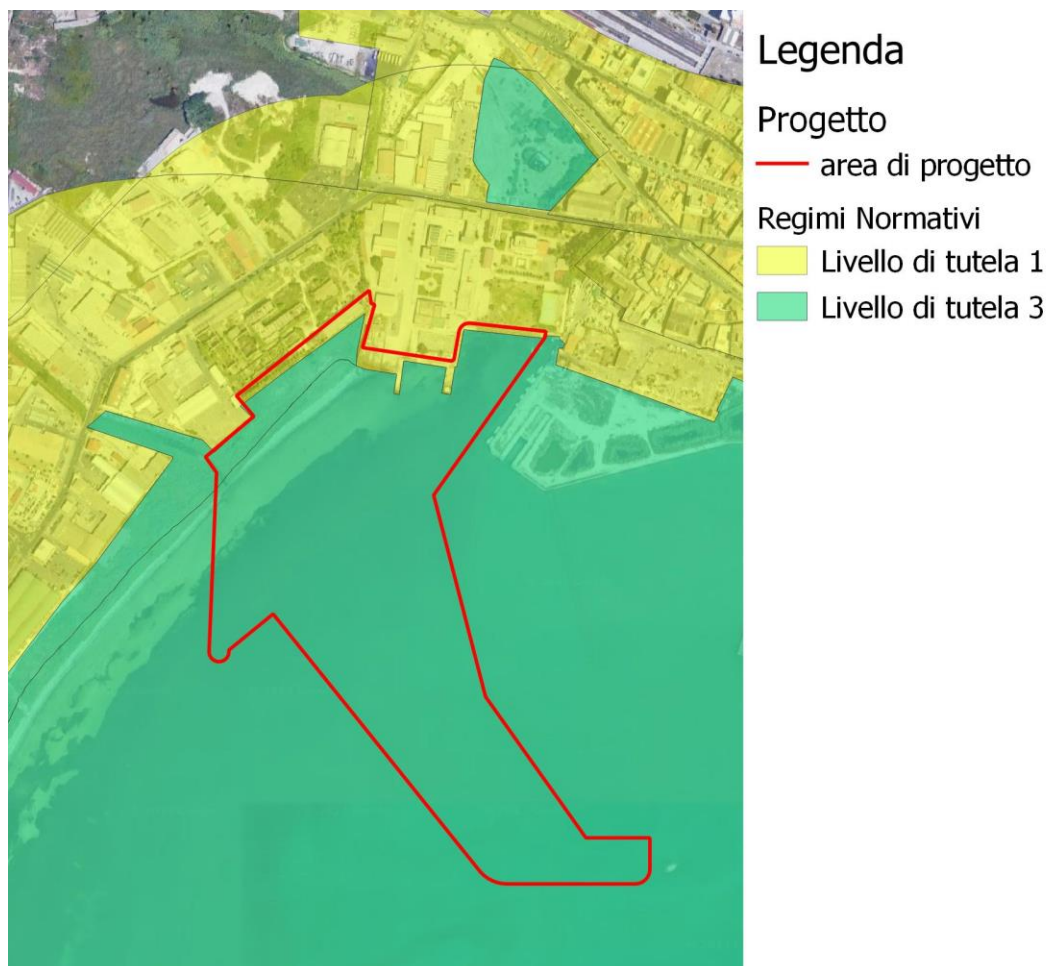 Legenda
Progetto
area di progetto
Regimi Normativi
Livello di tutela 1
Livello di tutela 3